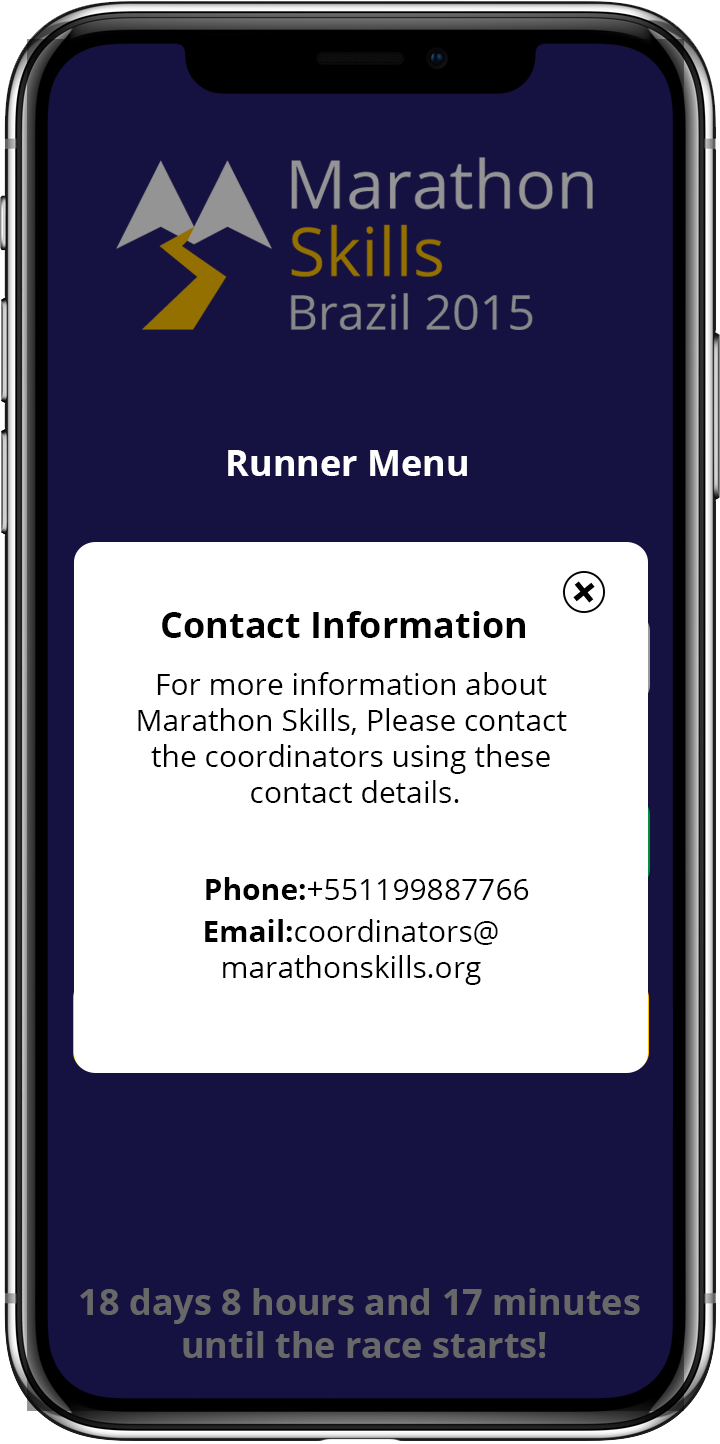 Marathon
Skills
Brazil 2015
Runner Menu
Contact Information
For more information about
Marathon Skills, Please contact
the coordinators using these
contact details.
Phone:+551199887766
Email:coordinators@
marathonskills.org
18 days 8 hours and 17 minutes
until the race starts!